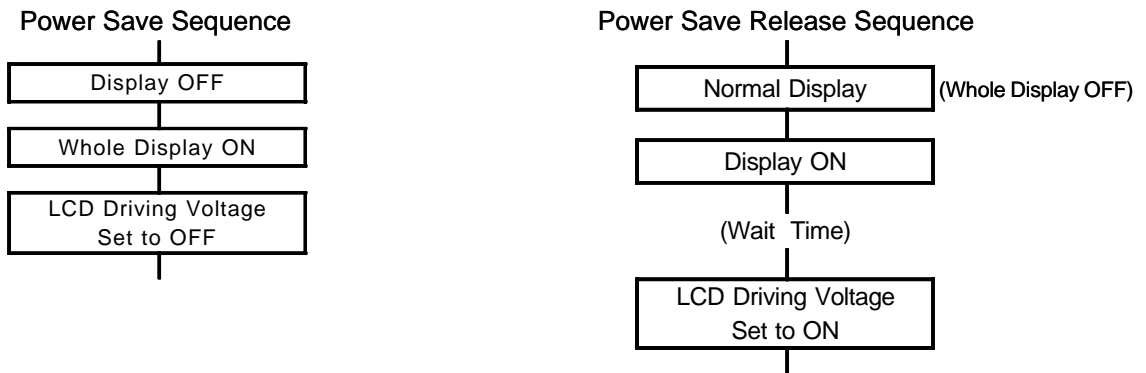 Power Save Sequence
Display OFF
Whole Display ON
LCD Driving Voltage
Set to OFF
Power Save Release Sequence
Normal Display
(Whole Display OFF)
Display ON
(Wait Time)
LCD Driving Voltage
Set to ON